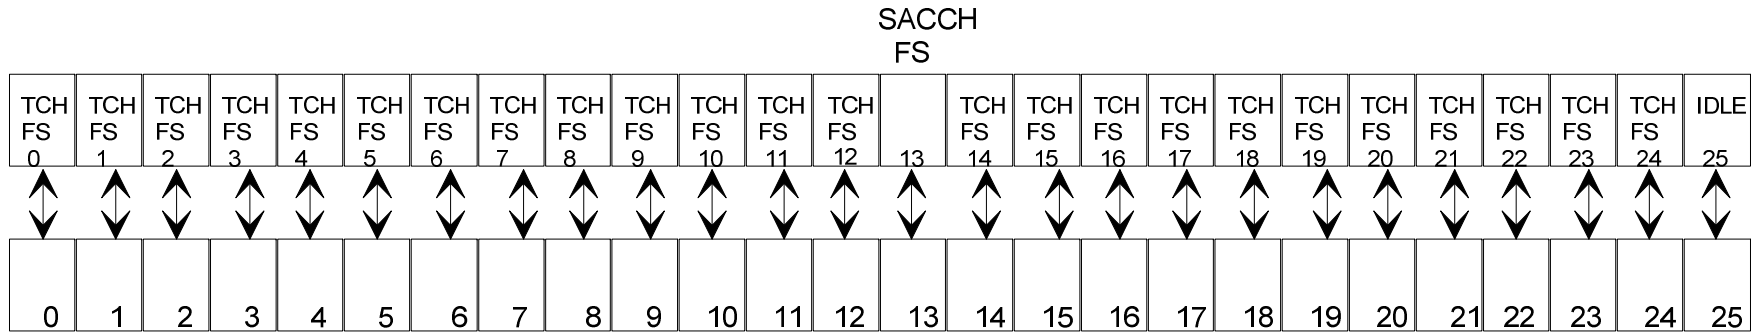 SACCH
FS
TCH TCH TCH TCH TCH TCH TCH TCH TCH TCH TCH TCH TCH TCH TCH TCH TCH TCH TCH TCH TCH TCH TCH TCH IDLE
FS FS FS FS FS FS FS FS FS FS FS FS FS FS FS FS FS FS FS FS FS FS FS FS
0 1 2 3 4 5 6 7 8 9 10 11 12 13 14 15 16 17 18 19 20 21 22 23 24 25
0 1 2 3 4 5 6 7 8 9 10 11 12 13 14 15 16 17 18 19 20 21 22 23 24 25